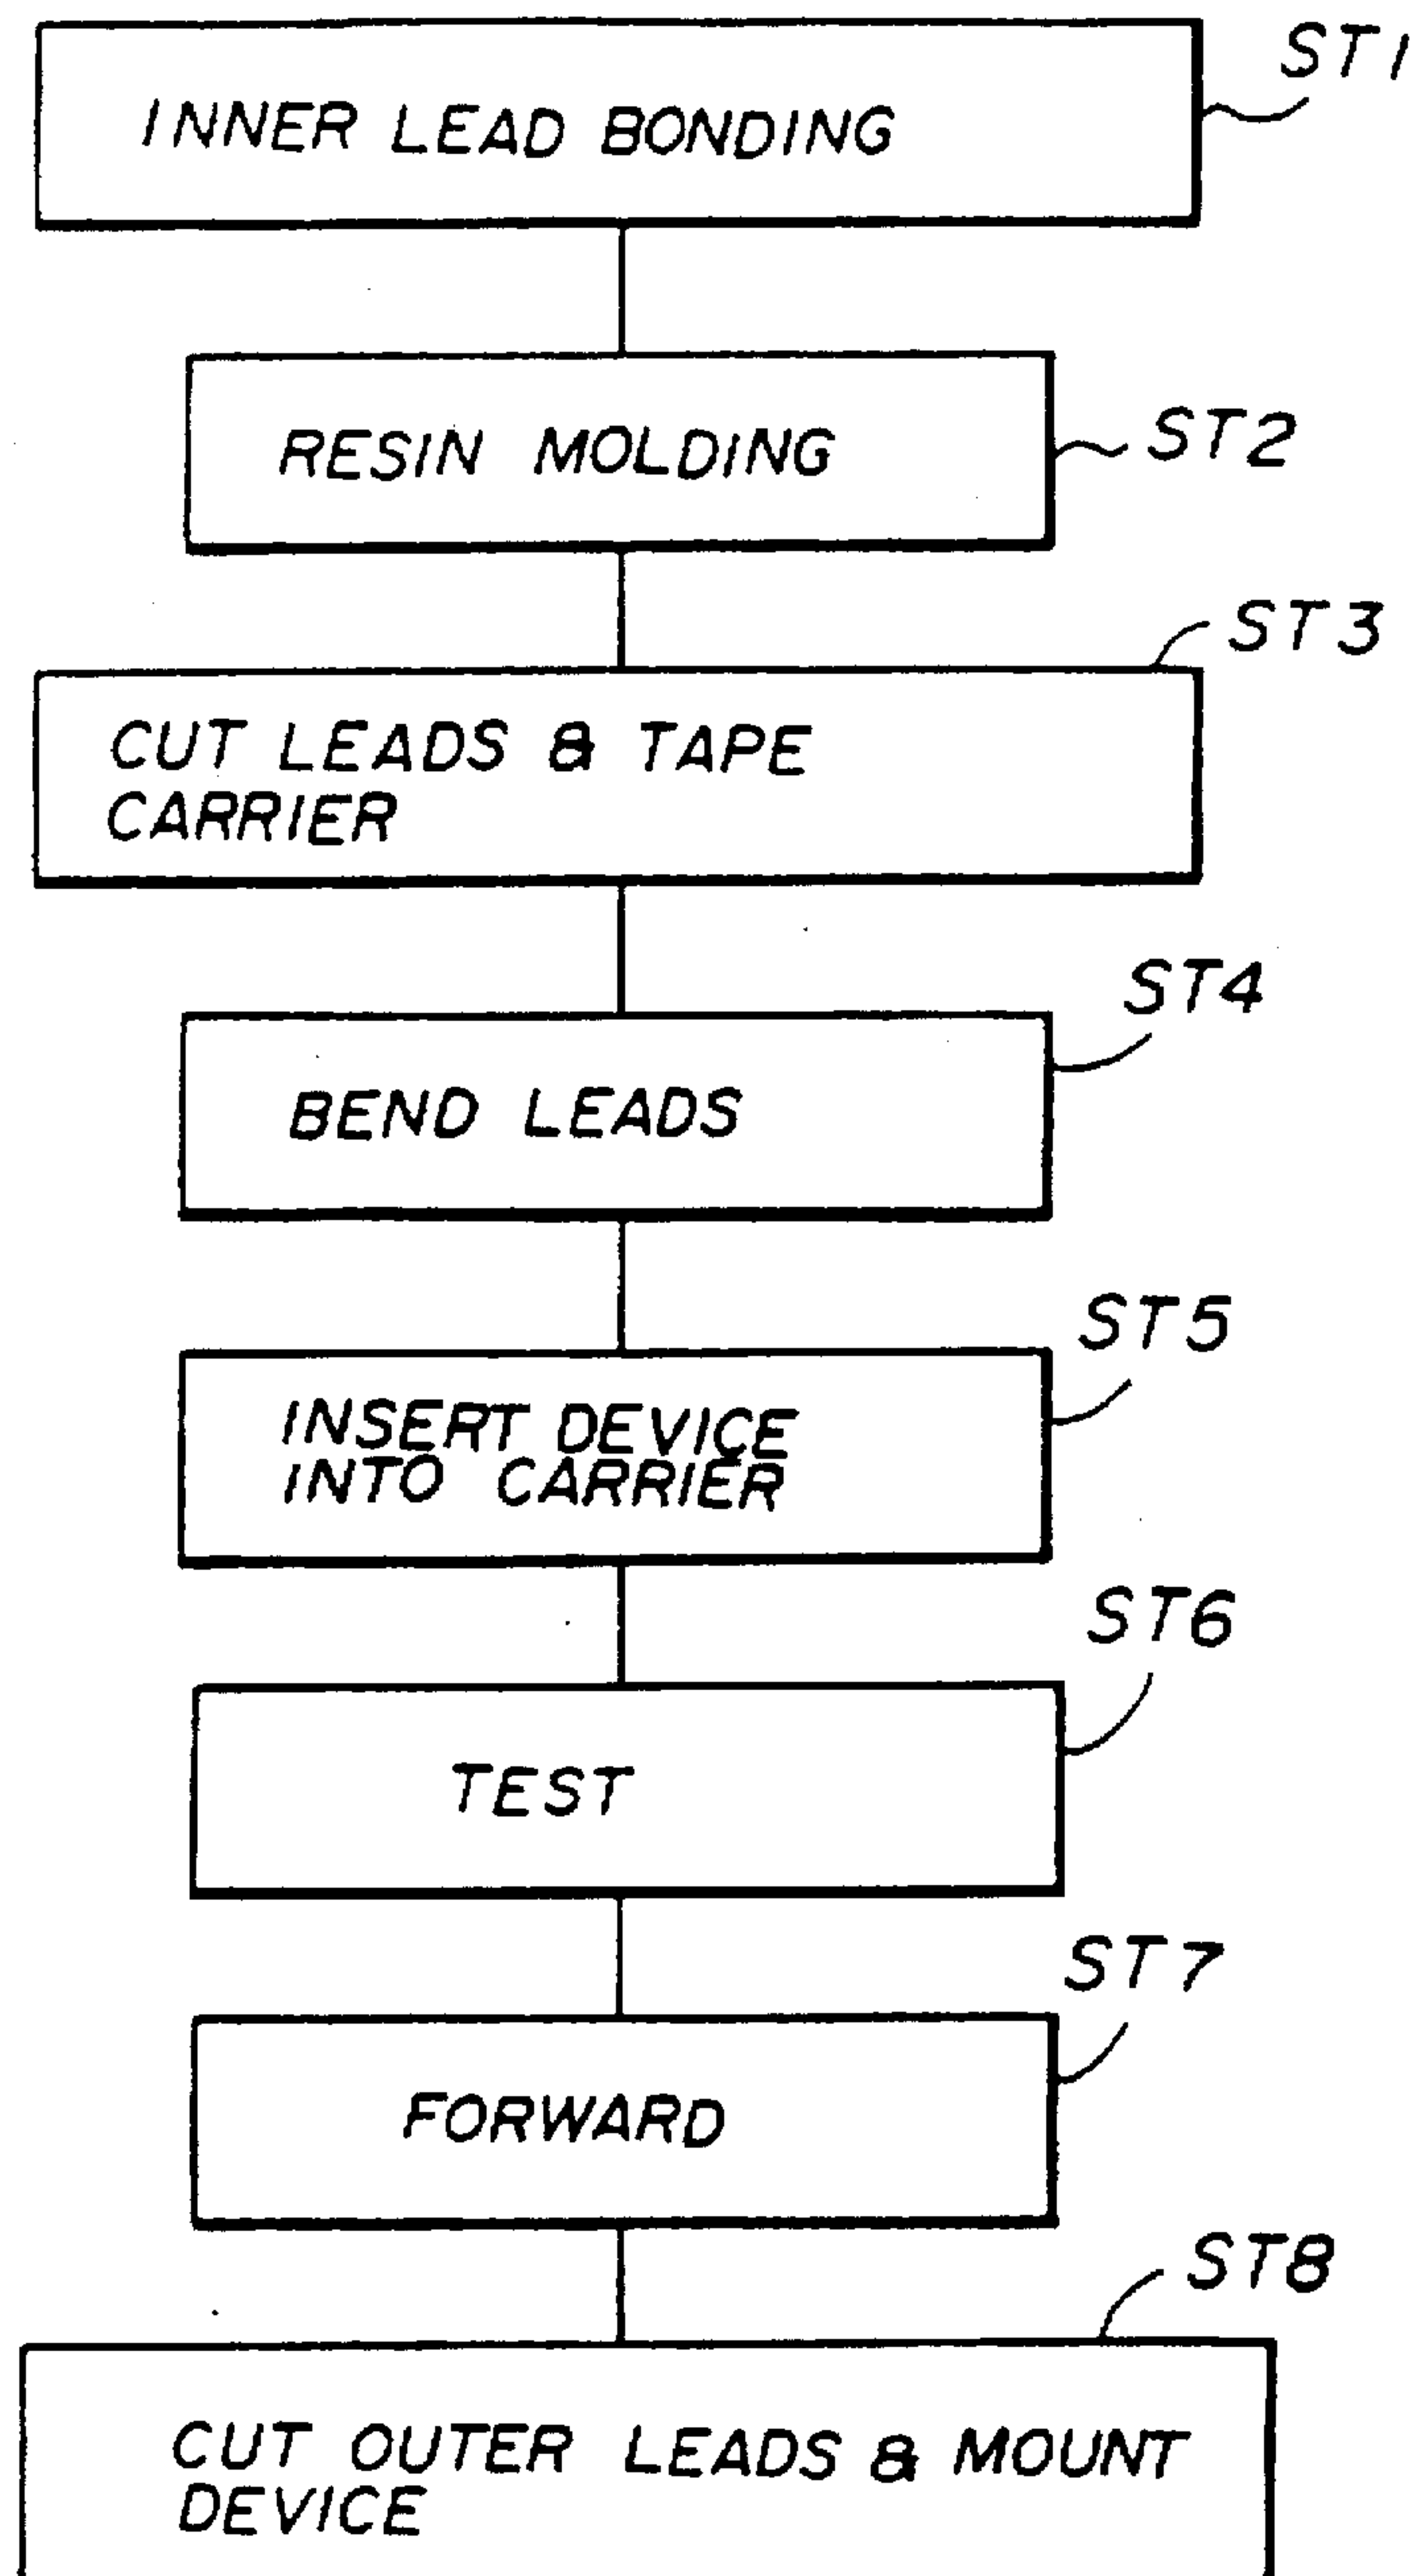 ST1
INNER LEAD BONDING
RESIN MOLDING
ST2
ST3
CUT LEADS & TAPE
CARRIER
ST4
BEND LEADS
ST5
INSERT DEVICE
INTO CARRIER
ST6
TEST
ST7
FORWARD
ST8
CUT OUTER LEADS & MOUNT
DEVICE